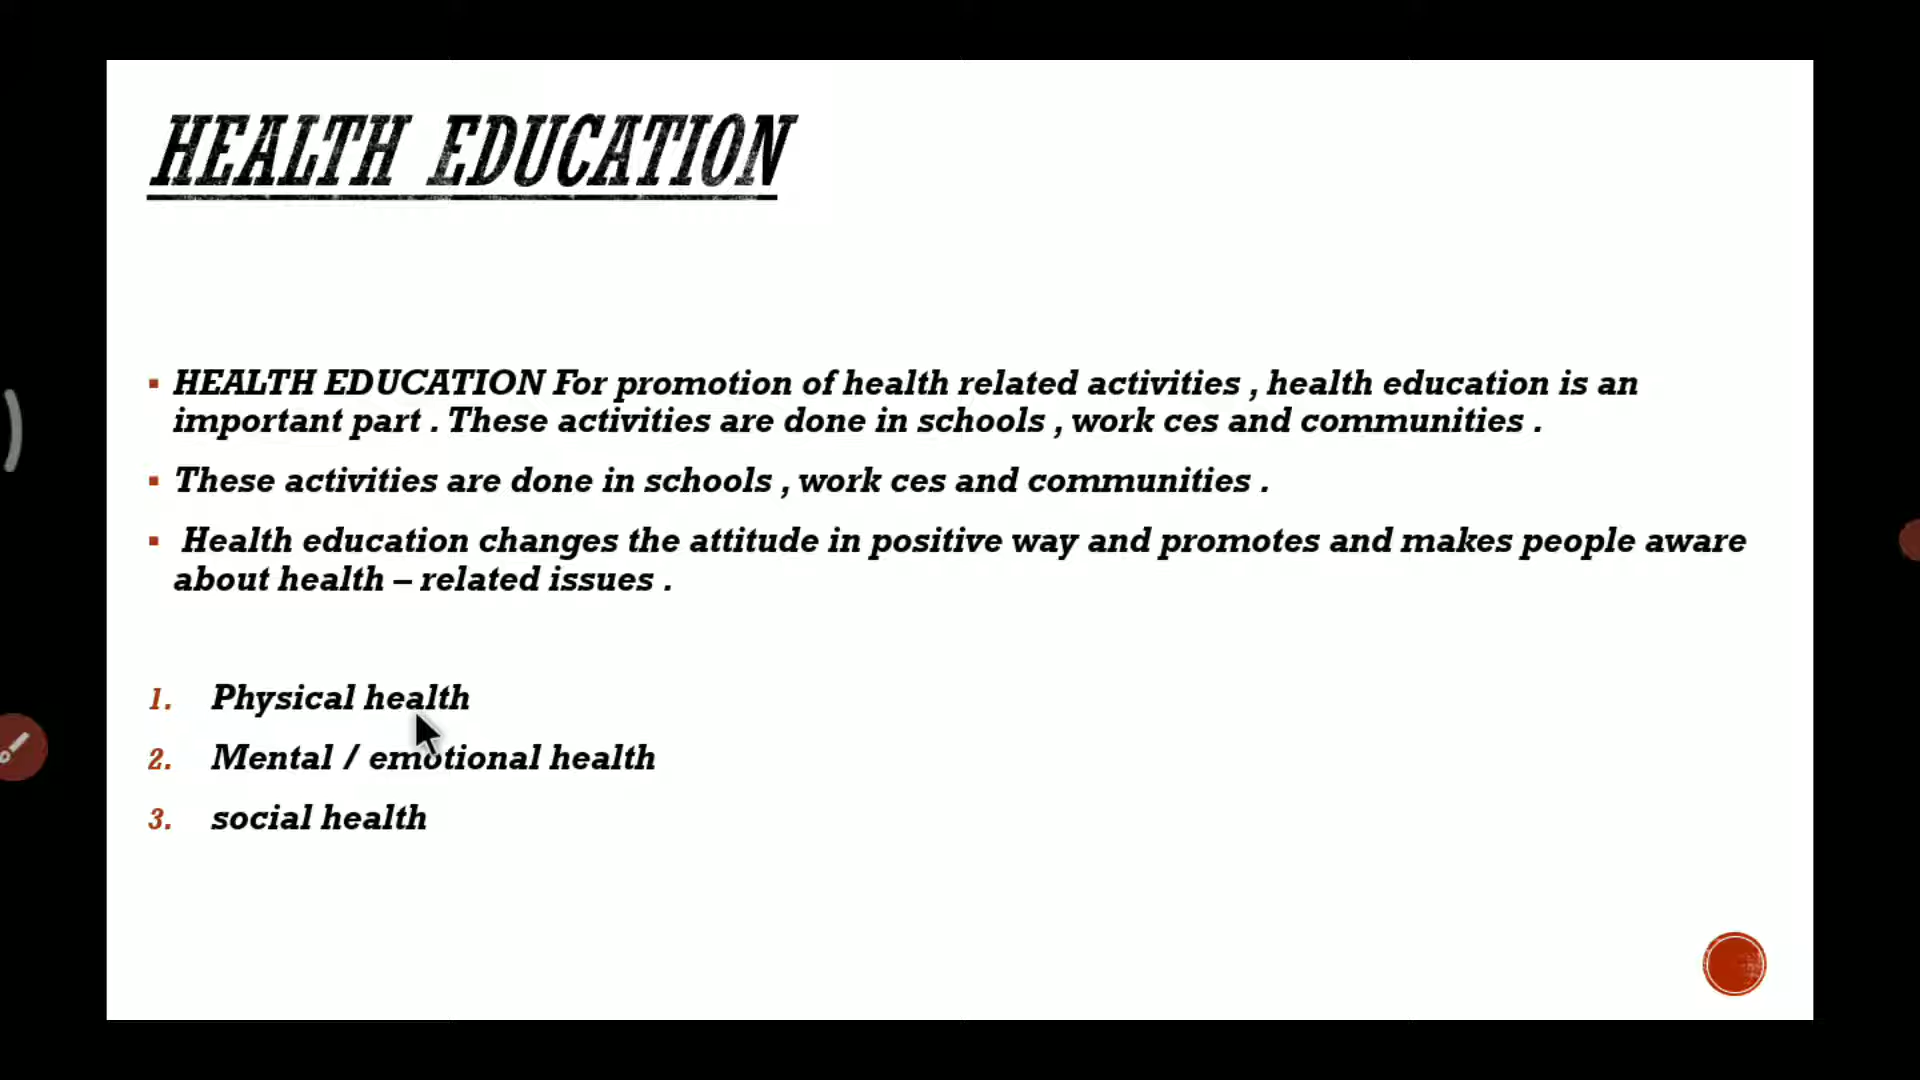 HEALTH EDUCATION
▪ HEALTH EDUCATION For promotion of health related activities , health education is an
important part . These activities are done in schools , work ces and communities .
▪ These activities are done in schools , work ces and communities .
▪ Health education changes the attitude in positive way and promotes and makes people aware
about health – related issues .
1. Physical health
2. Mental / emotional health
3. social health